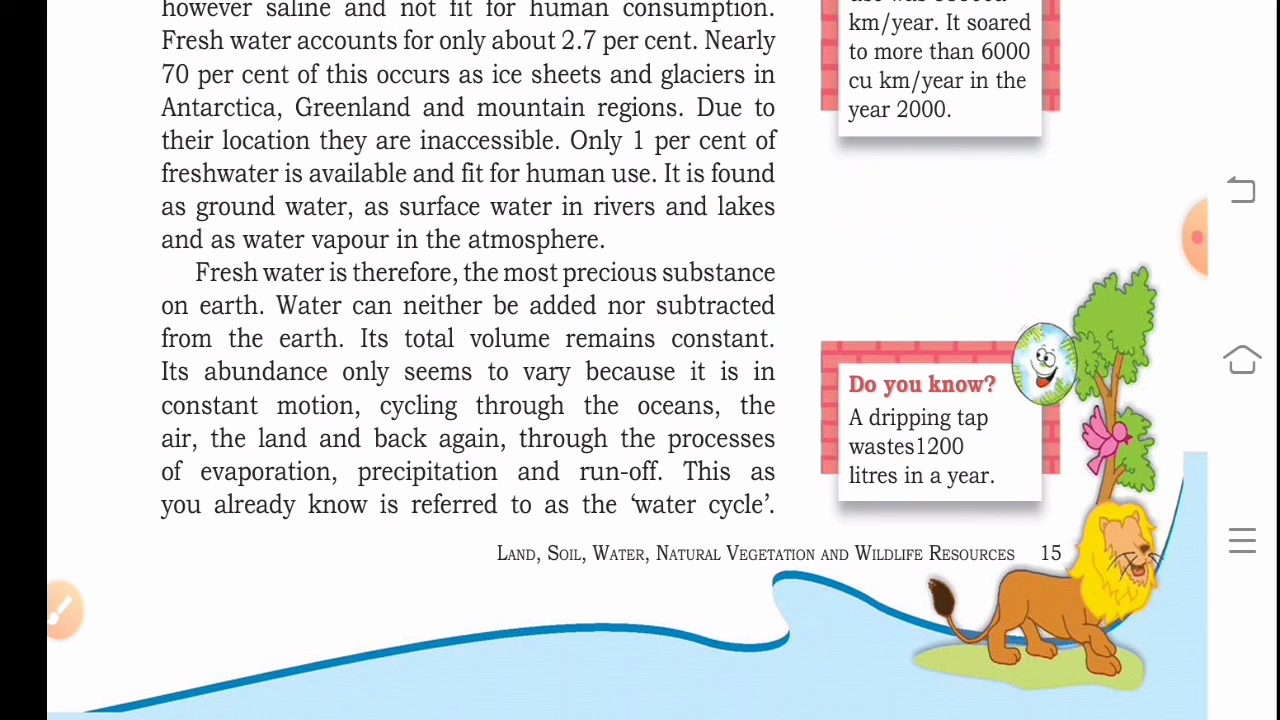 however saline and not fit for human consumption.
Fresh water accounts for only about 2.7 per cent. Nearly
70 per cent of this occurs as ice sheets and glaciers in
Antarctica, Greenland and mountain regions. Due to
their location they are inaccessible. Only 1 per cent of
freshwater is available and fit for human use. It is found
as ground water, as surface water in rivers and lakes
and as water vapour in the atmosphere.
Fresh water is therefore, the most precious substance
on earth. Water can neither be added nor subtracted
from the earth. Its total volume remains constant.
Its abundance only seems to vary because it is in
constant motion, cycling through the oceans, the
air, the land and back again, through the processes
of evaporation, precipitation and run-off. This as
you already know is referred to as the ‘water cycle’.
km/year. It soared
to more than 6000
cu km/year in the
year 2000.
Do you know?
A dripping tap
wastes1200
litres in a year.
LAND, SOIL, WATER, NATURAL VEGETATION AND WILDLIFE RESOURCES 15